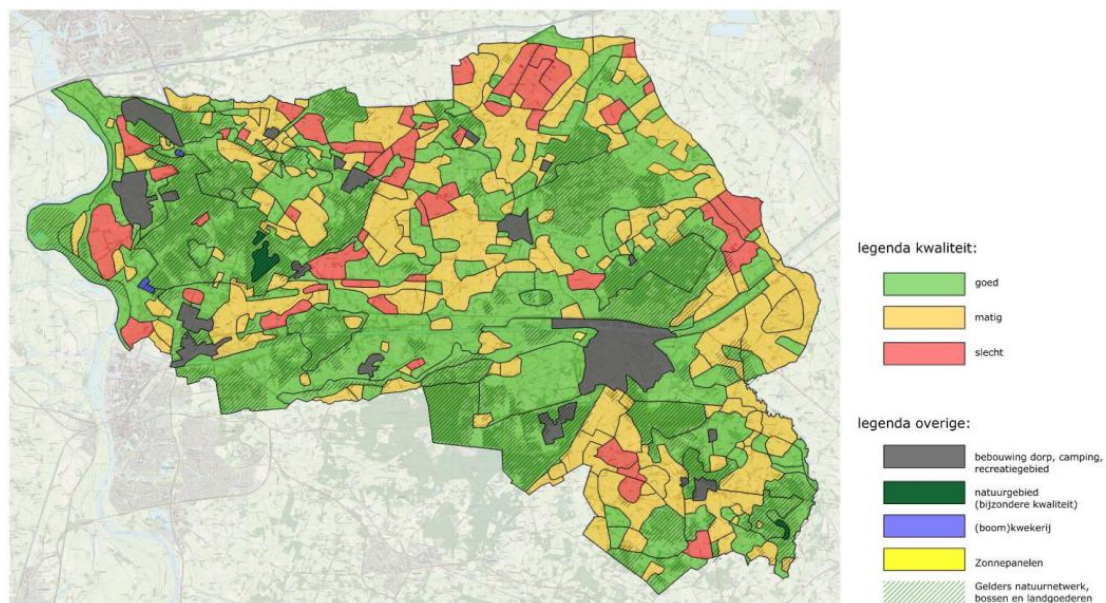 legenda kwaliteit:
goed
matig
slecht
legenda overige:
bebouwing dorp, camping,
recreatiegebied
natuurgebied
(bijzondere kwaliteit)
(boom)kwekerij
Zonnepanelen
Gelders natuurnetwerk,
bossen en landgoederen